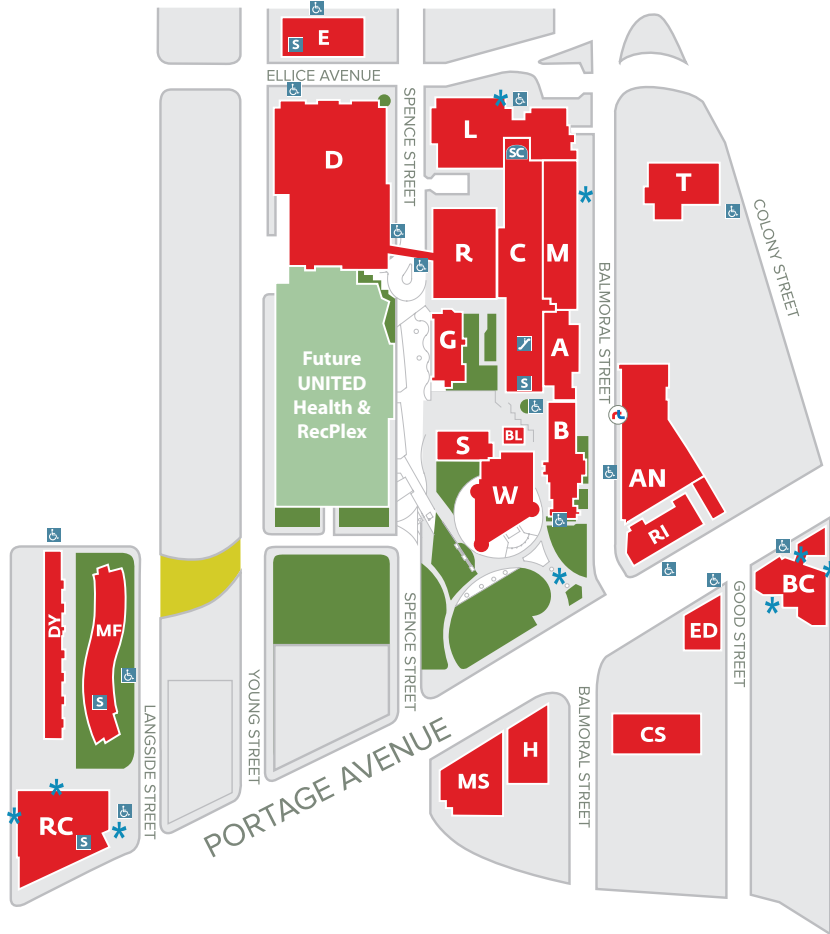 E
S
ELLICE AVENUE
SPENCE STREET
L
SC
D
T
COLONY STREET
R
C
M
BALMORAL STREET
G
A
S
Future
UNITED
Health &
RecPlex
B
BL
S
W
AN
RI
BC
DY
MF
S
ED
GOOD STREET
SPENCE STREET
YOUNG STREET
LANGSIDE STREET
PORTAGE AVENUE
BALMORAL STREET
H
MS
CS
RC
S